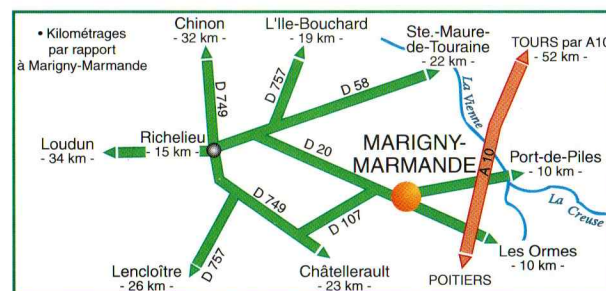 • Kilométrages
par rapport
à Marigny-Marmande
Chinon
- 32 km -
L'Ile-Bouchard
- 19 km -
Ste.-Maure-
de-Touraine
- 22 km -
TOURS par A10
- 52 km -
D 749
D 757
D 58
La Vienne
Loudun
- 34 km -
Richelieu
- 15 km -
D 20
MARIGNY-
MARMANDE
A 10
Port-de-Piles
- 10 km -
La Creuse
D 749
D 107
D 757
Lencloître
- 26 km -
Châtellerault
- 23 km -
POITIERS
Les Ormes
- 10 km -